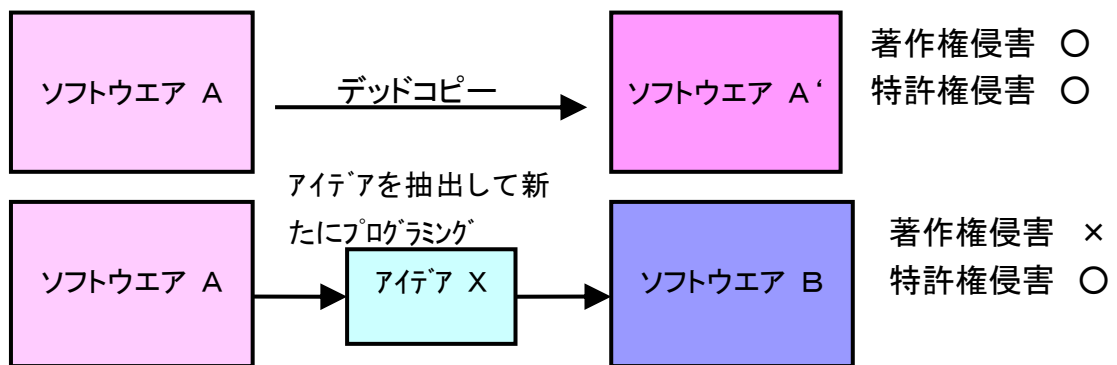 ソフトウエア Ａ
デッドコピー
ソフトウエア Ａ‘
著作権侵害 ○
特許権侵害 ○
ｱｲﾃﾞｱを抽出して新
たにﾌﾟﾛｸﾞﾗﾐﾝｸﾞ
ソフトウエア Ａ
ｱｲﾃﾞｱ Ｘ
ソフトウエア Ｂ
著作権侵害 ×
特許権侵害 ○